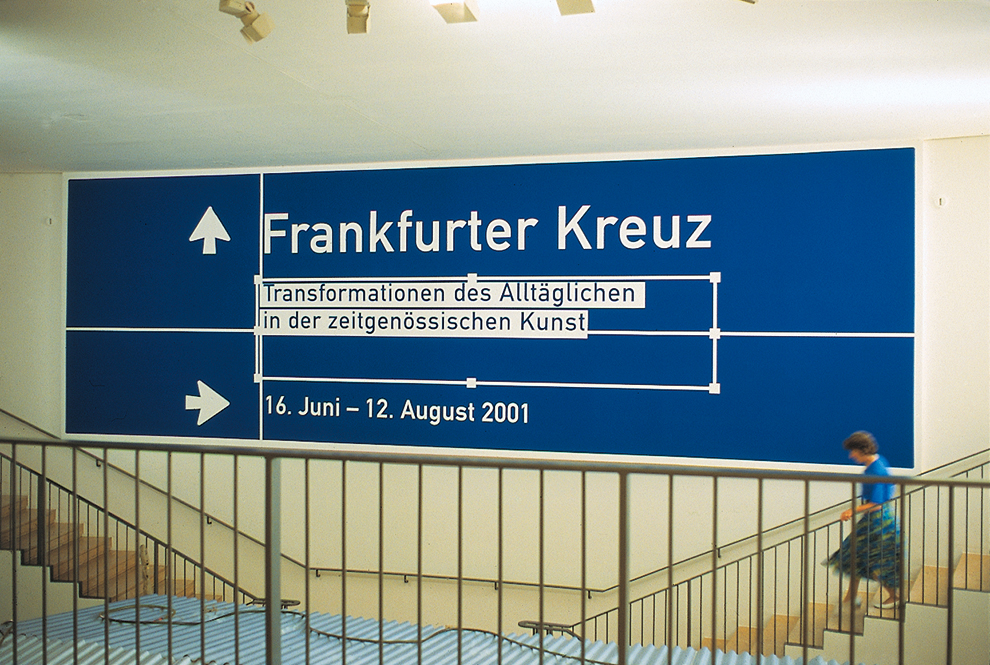 Frankfurter Kreuz
Transformationen des Alltäglichen
in der zeitgenössischen Kunst
16. Juni – 12. August 2001